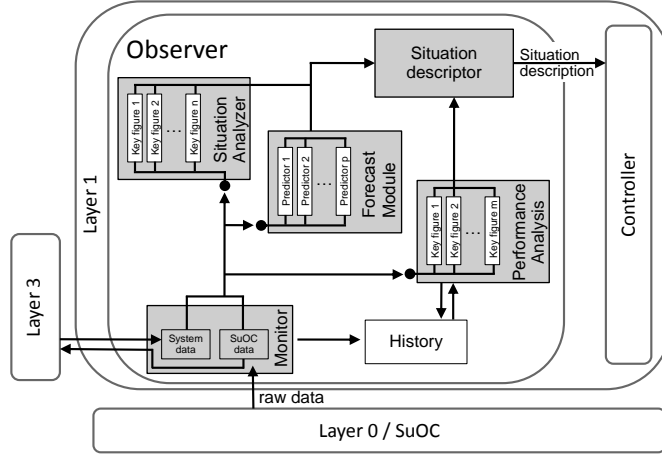 Observer
Situation
descriptor
Situation
description
Key figure 1
Key figure 2
...
Key figure n
Situation
Analyzer
Predictor 1
Predictor 2
...
Predictor p
Forecast
Module
Key figure 1
Key figure 2
...
Key figure m
Performance
Analysis
Controller
Layer 1
Layer 3
System
data
SuOC
data
Monitor
History
raw data
Layer 0 / SuOC